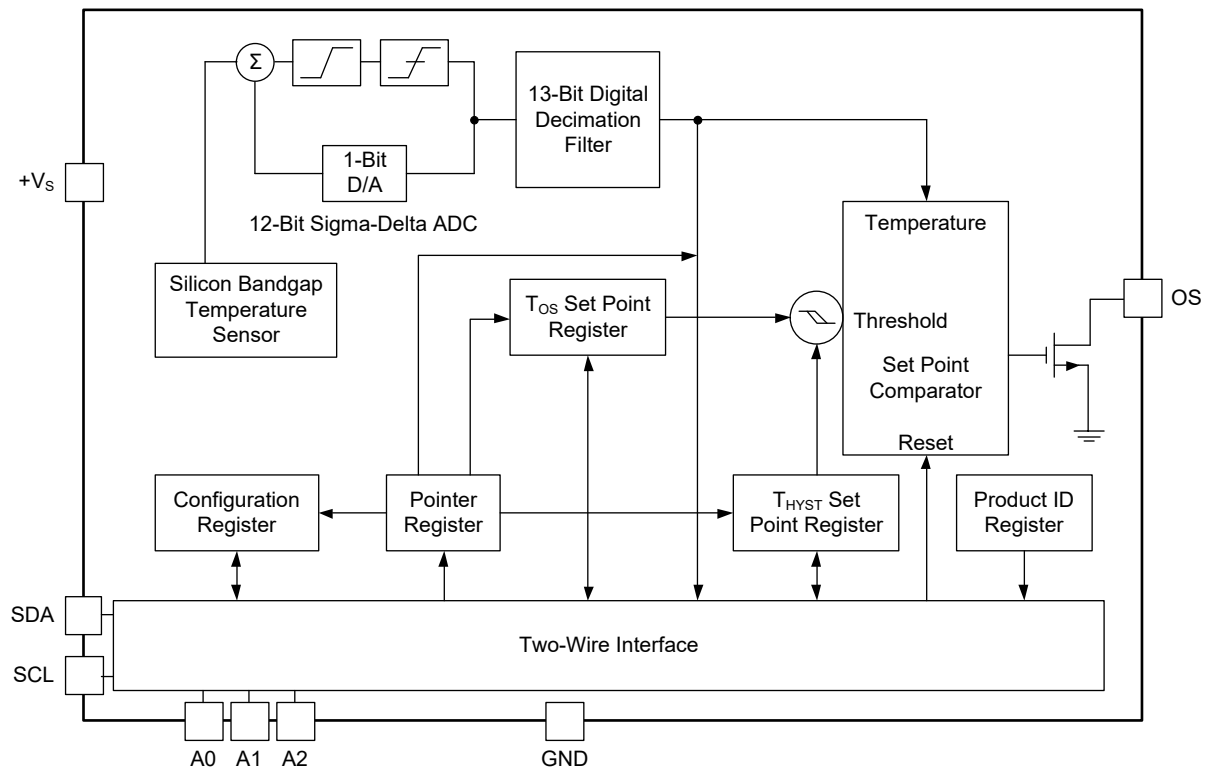 Σ
13-Bit Digital
Decimation
Filter
1-Bit
D/A
+VS
12-Bit Sigma-Delta ADC
Temperature
Silicon Bandgap
Temperature
Sensor
TOS Set Point
Register
Threshold
OS
Set Point
Comparator
Reset
Configuration
Register
Pointer
Register
THYST Set
Point Register
Product ID
Register
SDA
Two-Wire Interface
SCL
A0
A1
A2
GND